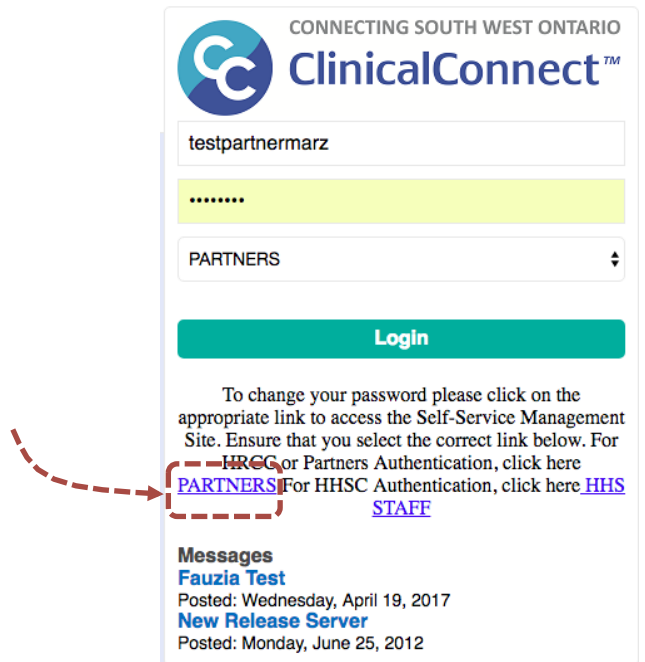 CONNECTING SOUTH WEST ONTARIO
CC
ClinicalConnect™
testpartnermarz
••••••••
PARTNERS
Login
To change your password please click on the
appropriate link to access the Self-Service Management
Site. Ensure that you select the correct link below. For
HRCC or Partners Authentication, click here
PARTNERS For HHSC Authentication, click here HHS
STAFF
Messages
Fauzia Test
Posted: Wednesday, April 19, 2017
New Release Server
Posted: Monday, June 25, 2012